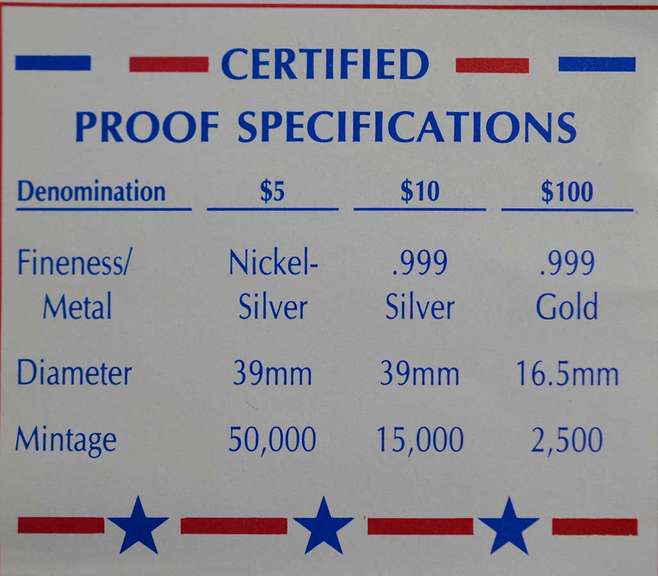 CERTIFIED
PROOF SPECIFICATIONS
Denomination $5 $10 $100
Fineness/ Nickel- .999 .999
Metal Silver Silver Gold
Diameter 39mm 39mm 16.5mm
Mintage 50,000 15,000 2,500